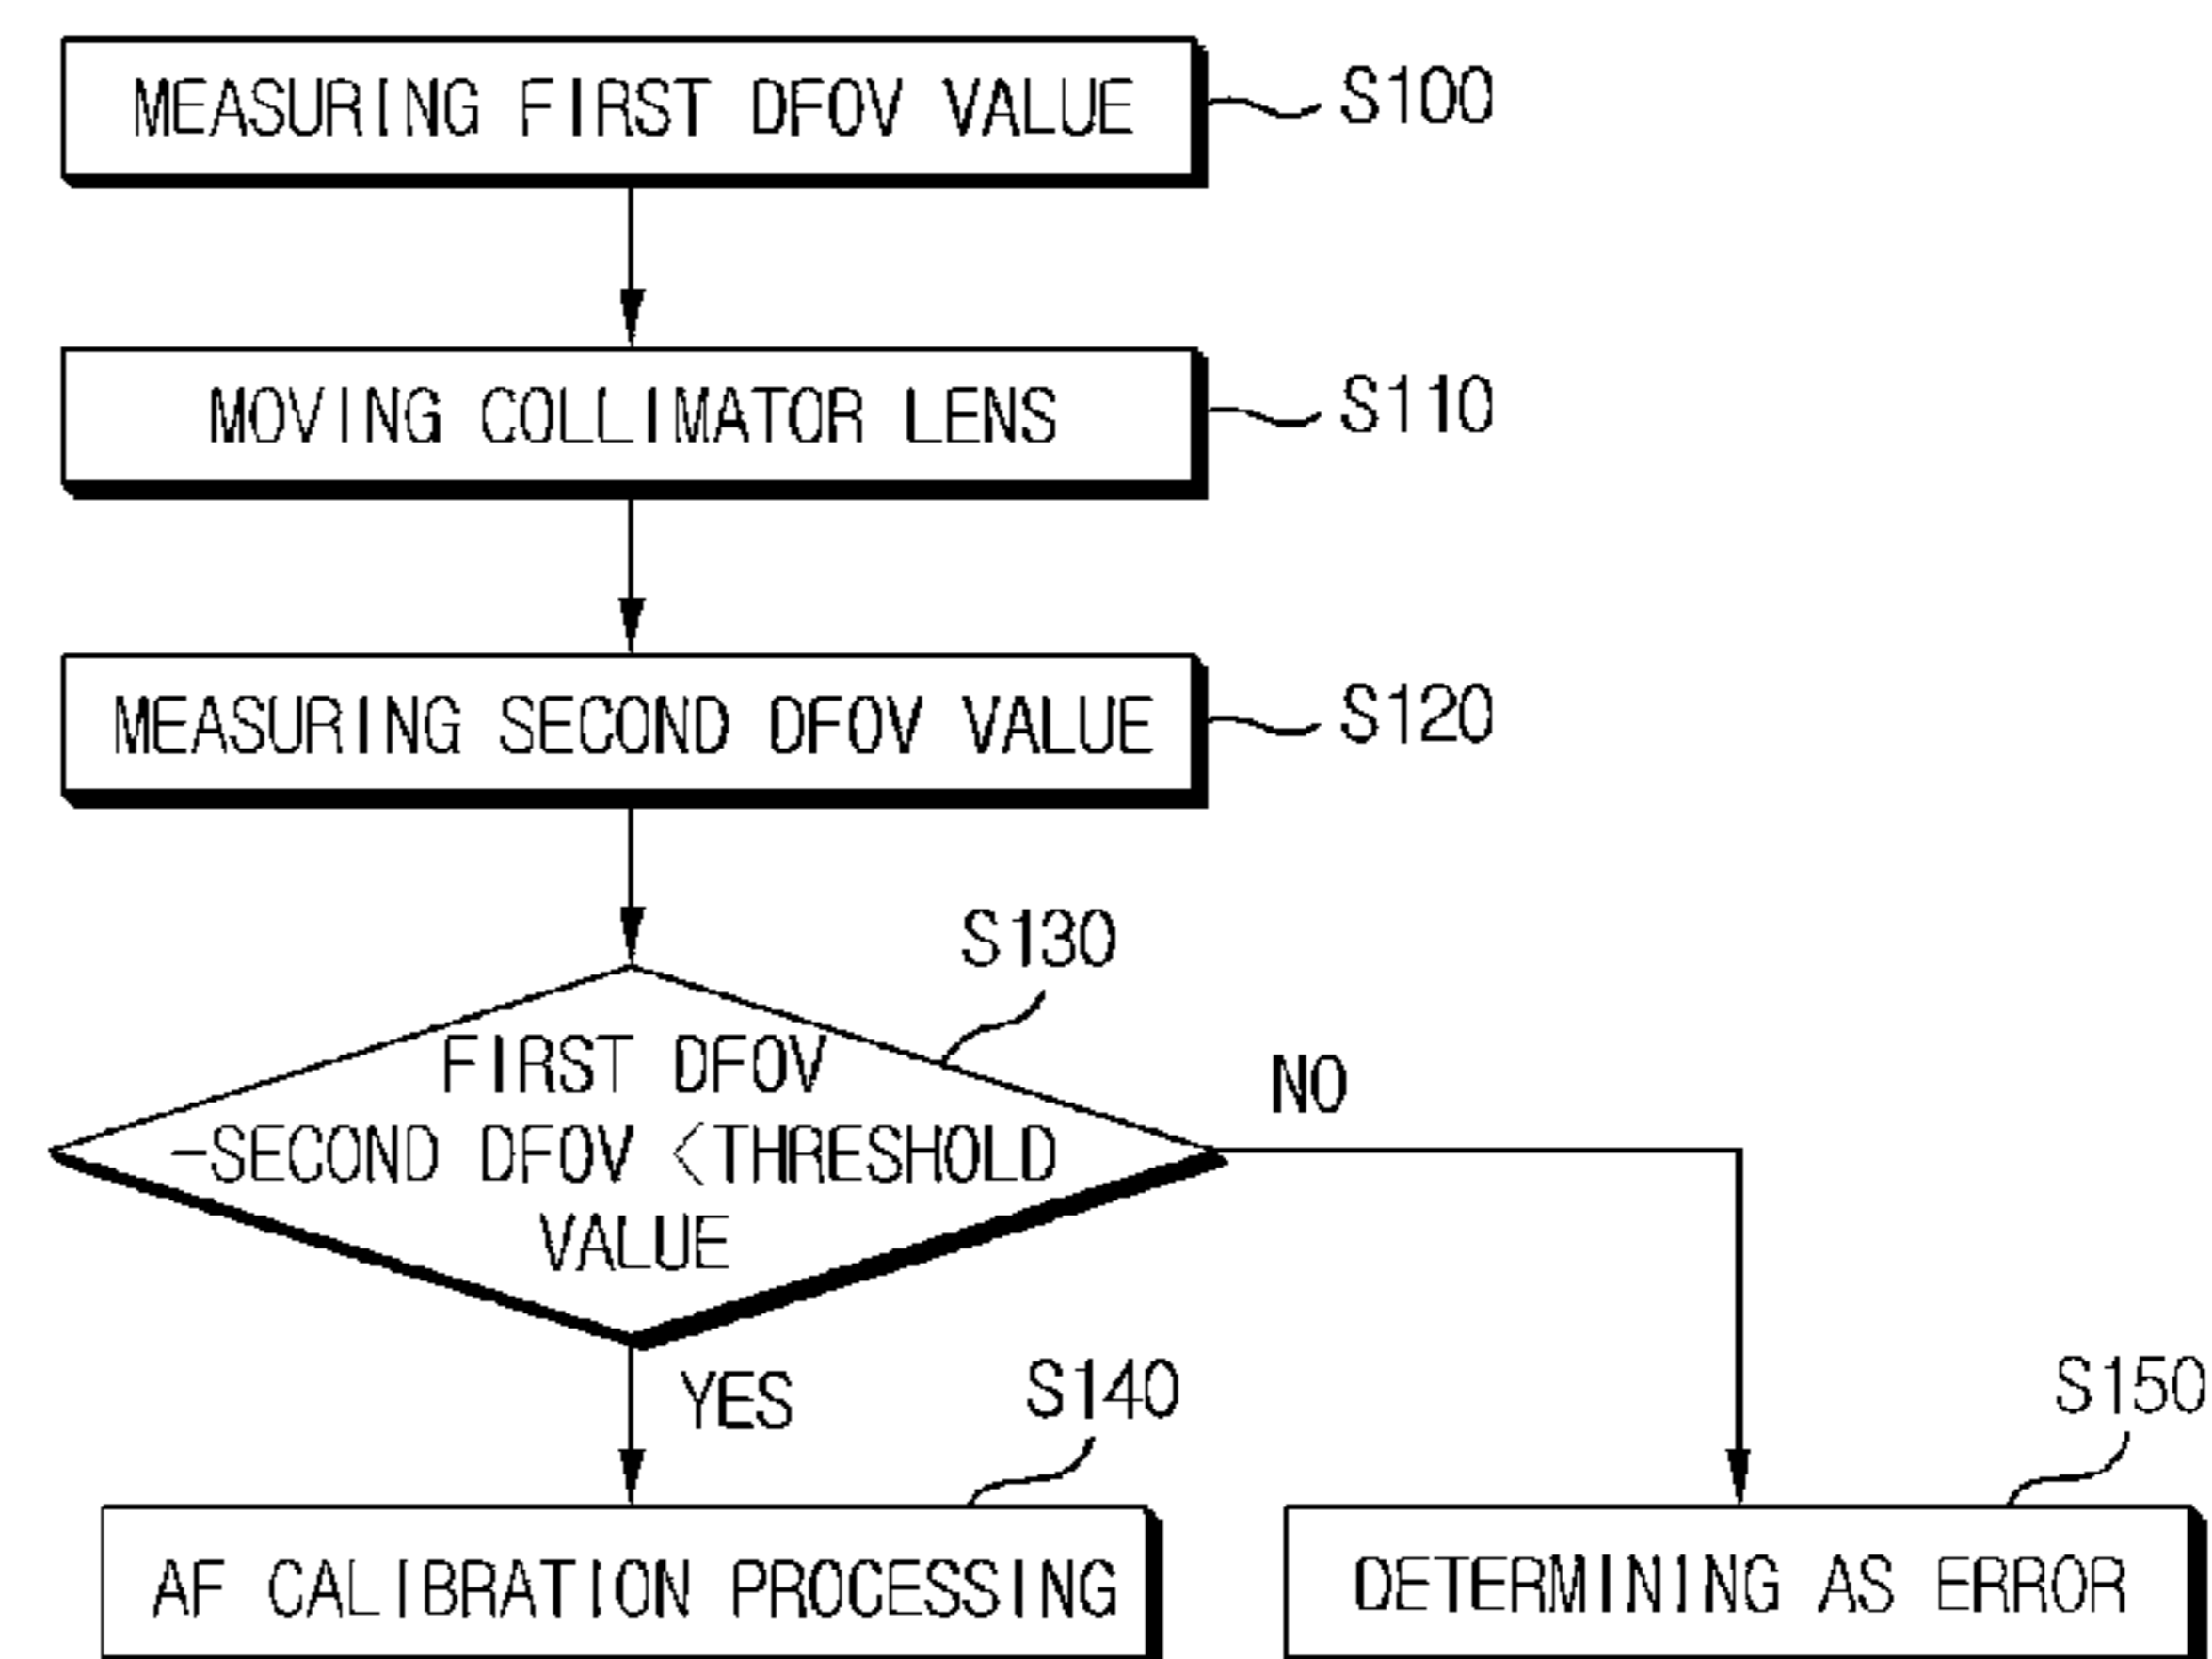 MEASURING FIRST DFOV VALUE
S100
MOVING COLLIMATOR LENS
S110
MEASURING SECOND DFOV VALUE
S120
S130
FIRST DFOV
-SECOND DFOV <THRESHOLD
VALUE
NO
YES
S140
S150
AF CALIBRATION PROCESSING
DETERMINING AS ERROR